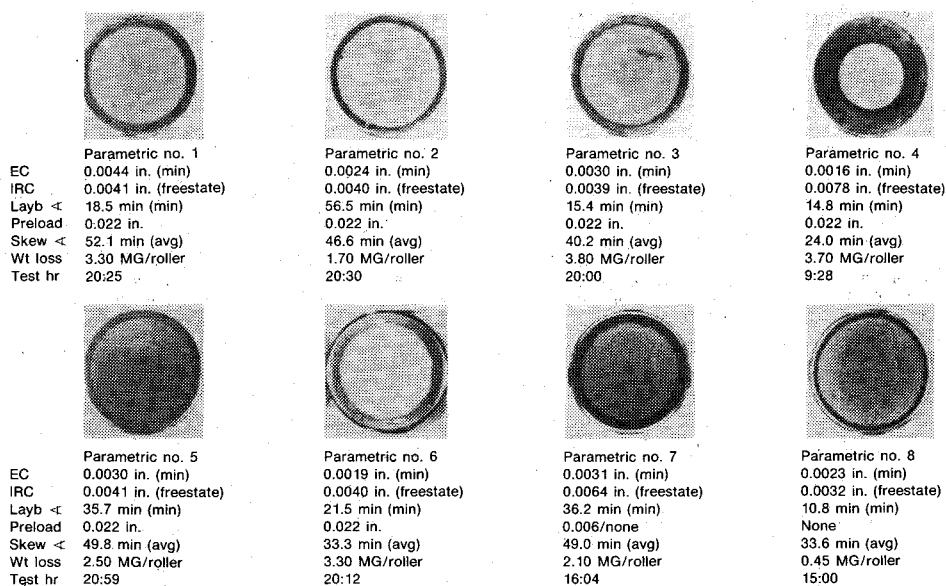 Parametric no. 1 Parametric no. 2 Parametric no. 3 Parametric no. 4
EC 0.0044 in. (min) 0.0024 in. (min) 0.0030 in. (min) 0.0016 in. (min)
IRC 0.0041 in. (freestate) 0.0040 in. (freestate) 0.0039 in. (freestate) 0.0078 in. (freestate)
Layb ∢ 18.5 min (min) 56.5 min (min) 15.4 min (min) 14.8 min (min)
Preload 0.022 in. 0.022 in. 0.022 in. 0.022 in.
Skew ∢ 52.1 min (avg) 46.6 min (avg) 40.2 min (avg) 24.0 min (avg)
Wt loss 3.30 MG/roller 1.70 MG/roller 3.80 MG/roller 3.70 MG/roller
Test hr 20:25 20:30 20:00 9:28
Parametric no. 5 Parametric no. 6 Parametric no. 7 Parametric no. 8
EC 0.0030 in. (min) 0.0019 in. (min) 0.0031 in. (min) 0.0023 in. (min)
IRC 0.0041 in. (freestate) 0.0040 in. (freestate) 0.0064 in. (freestate) 0.0032 in. (freestate)
Layb ∢ 35.7 min (min) 21.5 min (min) 36.2 min (min) 10.8 min (min)
Preload 0.022 in. 0.022 in. 0.006/none None
Skew ∢ 49.8 min (avg) 33.3 min (avg) 49.0 min (avg) 33.6 min (avg)
Wt loss 2.50 MG/roller 3.30 MG/roller 2.10 MG/roller 0.45 MG/roller
Test hr 20:59 20:12 16:04 15:00